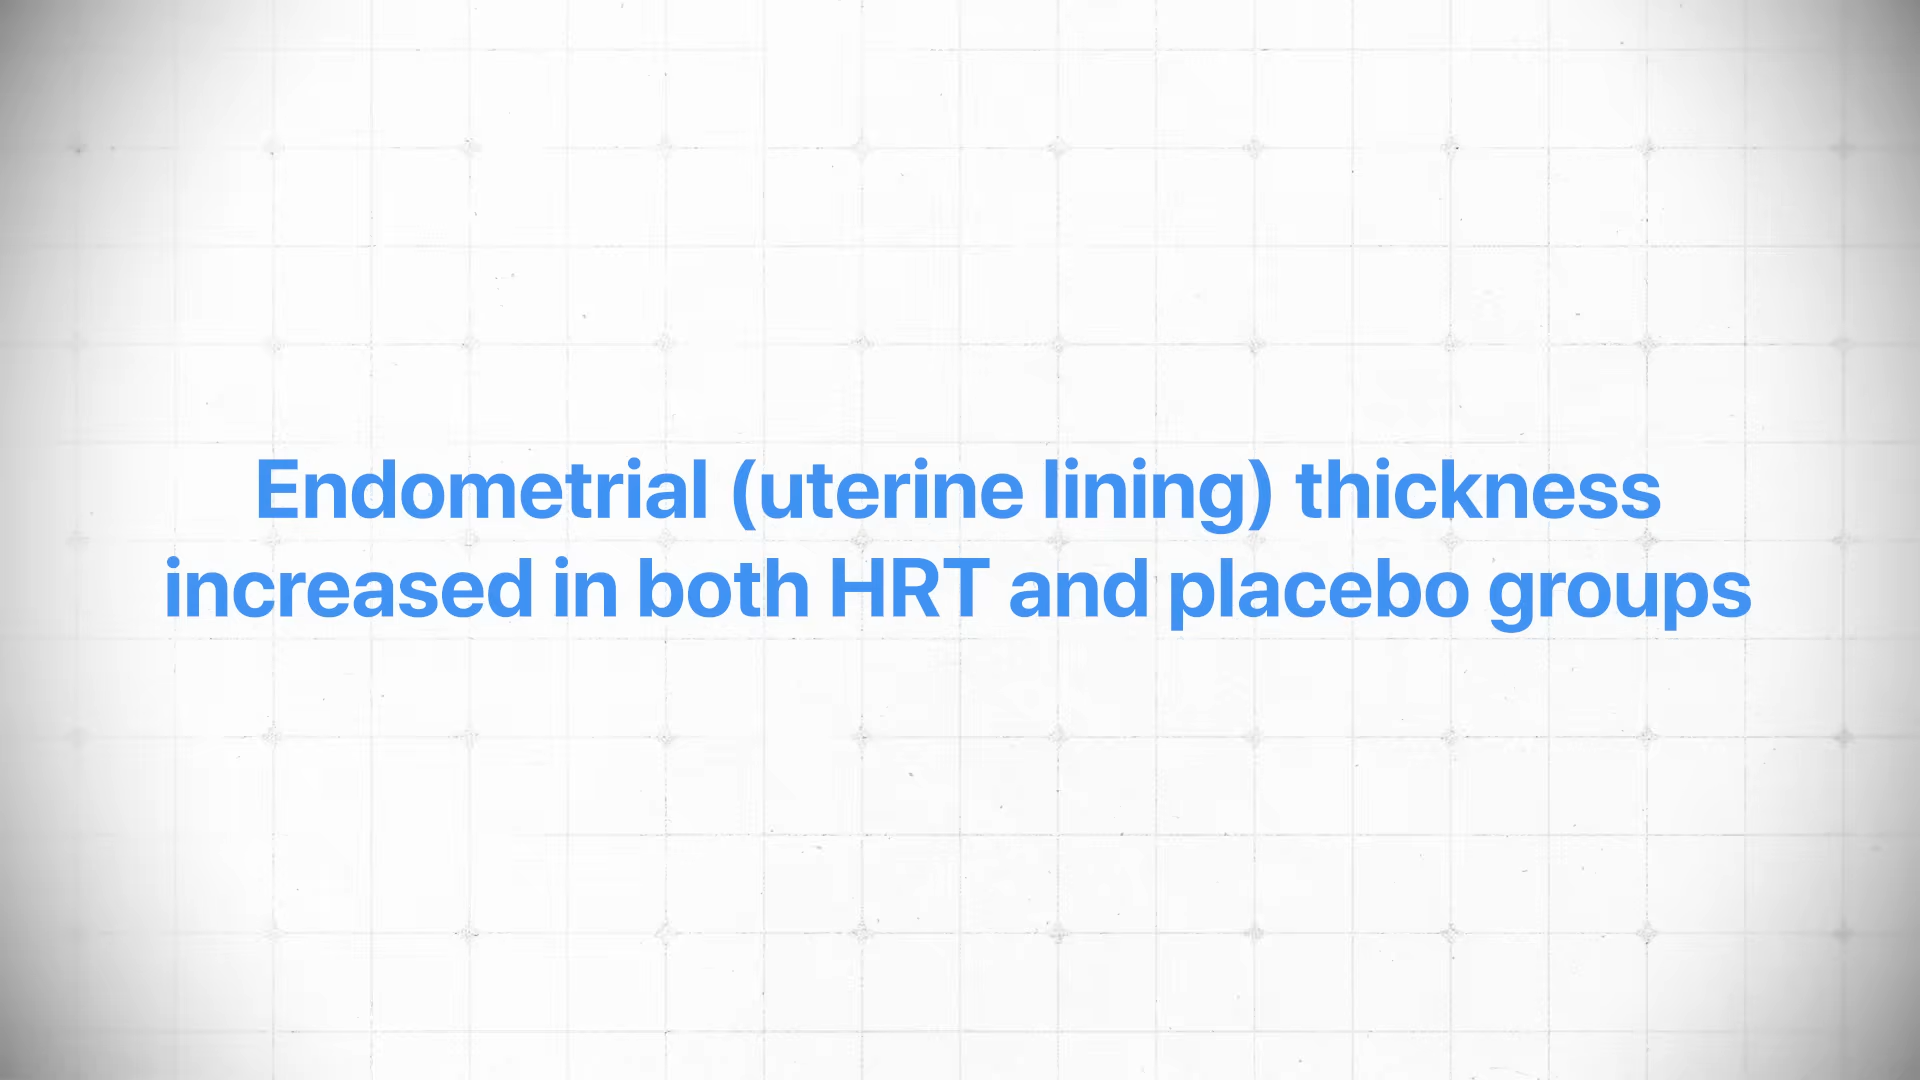 Endometrial (uterine lining) thickness
increased in both HRT and placebo groups